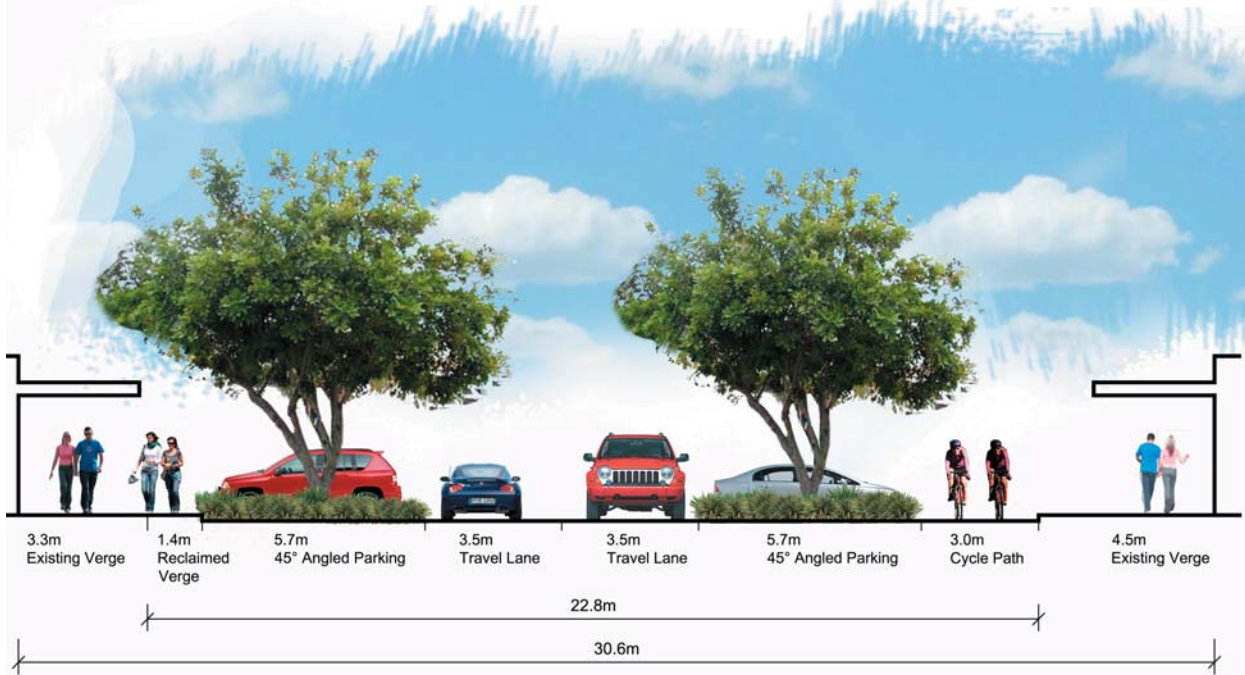 3.3m
Existing Verge
1.4m
Reclaimed
Verge
5.7m
45° Angled Parking
3.5m
Travel Lane
3.5m
Travel Lane
5.7m
45° Angled Parking
3.0m
Cycle Path
4.5m
Existing Verge
22.8m
30.6m